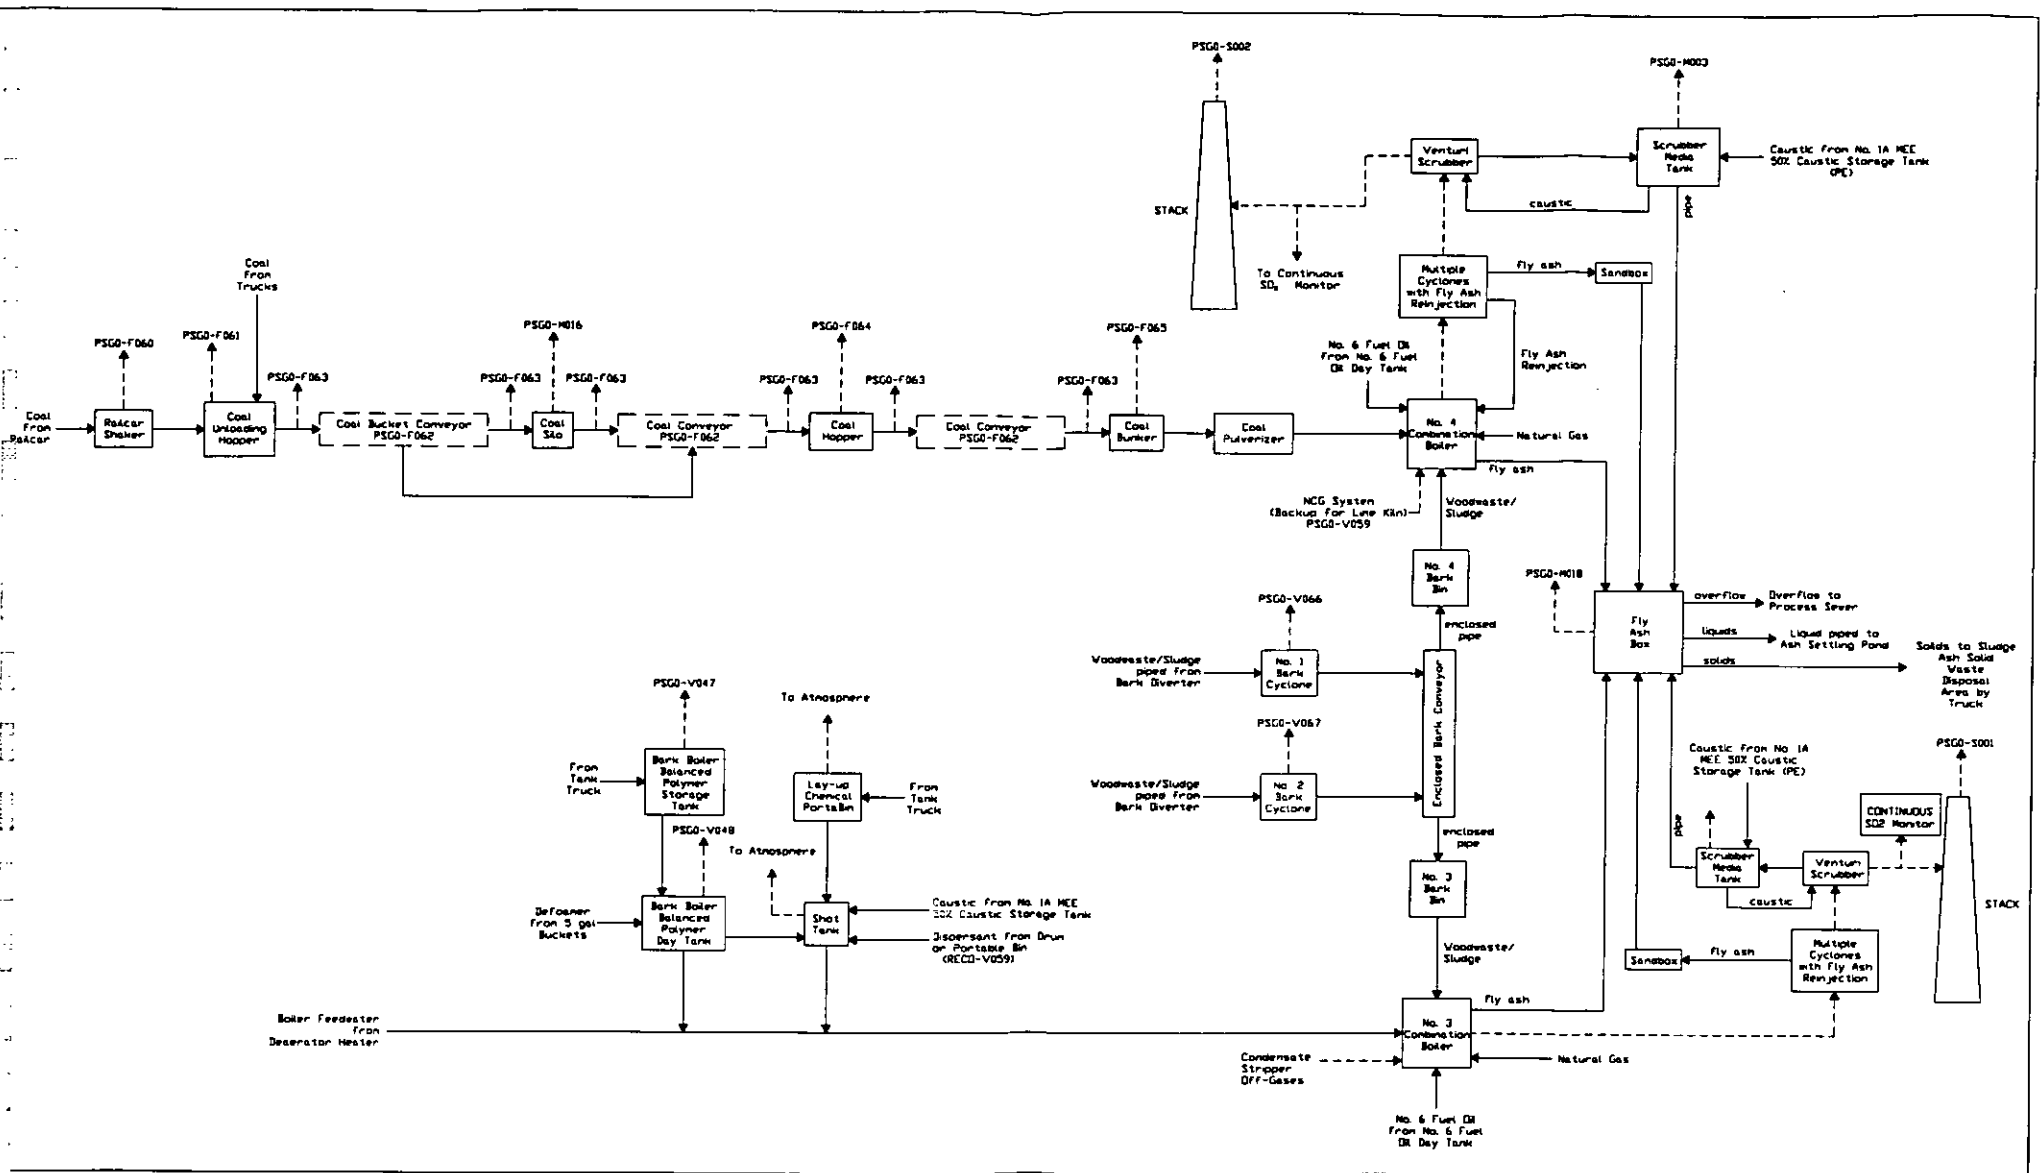 PSGO-S002
PSGO-M003
Venturi
Scrubber
Scrubber
Media
Tank
Caustic from No. 1A MEE
50% Caustic Storage Tank
(PE)
caustic
pipe
STACK
To Continuous
SO₂ Monitor
Multiple
Cyclones
with Fly Ash
Reinjection
fly ash
Sandbox
Fly Ash
Reinjection
No. 6 Fuel Oil
From No. 6 Fuel
Oil Day Tank
Coal
From
Trucks
PSGO-F060
PSGO-F061
PSGO-F063
PSGO-M016
PSGO-F063
PSGO-F063
PSGO-F064
PSGO-F063
PSGO-F063
PSGO-F065
PSGO-F063
Coal
From
Railcar
Railcar
Shaker
Coal
Unloading
Hopper
Coal Bucket Conveyor
PSGO-F062
Coal
Silo
Coal Conveyor
PSGO-F062
Coal
Hopper
Coal Conveyor
PSGO-F062
Coal
Bunker
Coal
Pulverizer
No. 4
Combination
Boiler
Natural Gas
fly ash
NCG System
(Backup for Lime Kiln)
PSGO-V059
Woodwaste/
Sludge
No. 4
Bark
Bin
enclosed
pipe
PSGO-V066
Woodwaste/Sludge
piped from
Bark Diverter
No. 1
Bark
Cyclone
PSGO-V067
Woodwaste/Sludge
piped from
Bark Diverter
No. 2
Bark
Cyclone
Enclosed Bark Conveyor
enclosed
pipe
No. 3
Bark
Bin
Woodwaste/
Sludge
PSGO-M018
Fly
Ash
Box
overflow
Overflow to
Process Sewer
liquids
Liquid piped to
Ash Settling Pond
solids
Solids to Sludge
Ash Solid
Waste
Disposal
Area by
Truck
PSGO-V047
From
Tank
Truck
Bark Boiler
Balanced
Polymer
Storage
Tank
To Atmosphere
Lay-up
Chemical
PortaBin
From
Tank
Truck
PSGO-V048
To Atmosphere
Defoamer
from 5 gal
Buckets
Bark Boiler
Balanced
Polymer
Day Tank
Shot
Tank
Caustic from No. 1A MEE
50% Caustic Storage Tank
Dispersant from Drum
or Portable Bin
(RECO-V059)
Boiler Feedwater
from
Deaerator Heater
No. 3
Combination
Boiler
fly ash
Condensate
Stripper
Off-Gases
Natural Gas
No. 6 Fuel Oil
From No. 6 Fuel
Oil Day Tank
Caustic from No. 1A
MEE 50% Caustic
Storage Tank (PE)
PSGO-S001
pipe
CONTINUOUS
SO2 Monitor
Scrubber
Media
Tank
Venturi
Scrubber
caustic
STACK
Sandbox
fly ash
Multiple
Cyclones
with Fly Ash
Reinjection